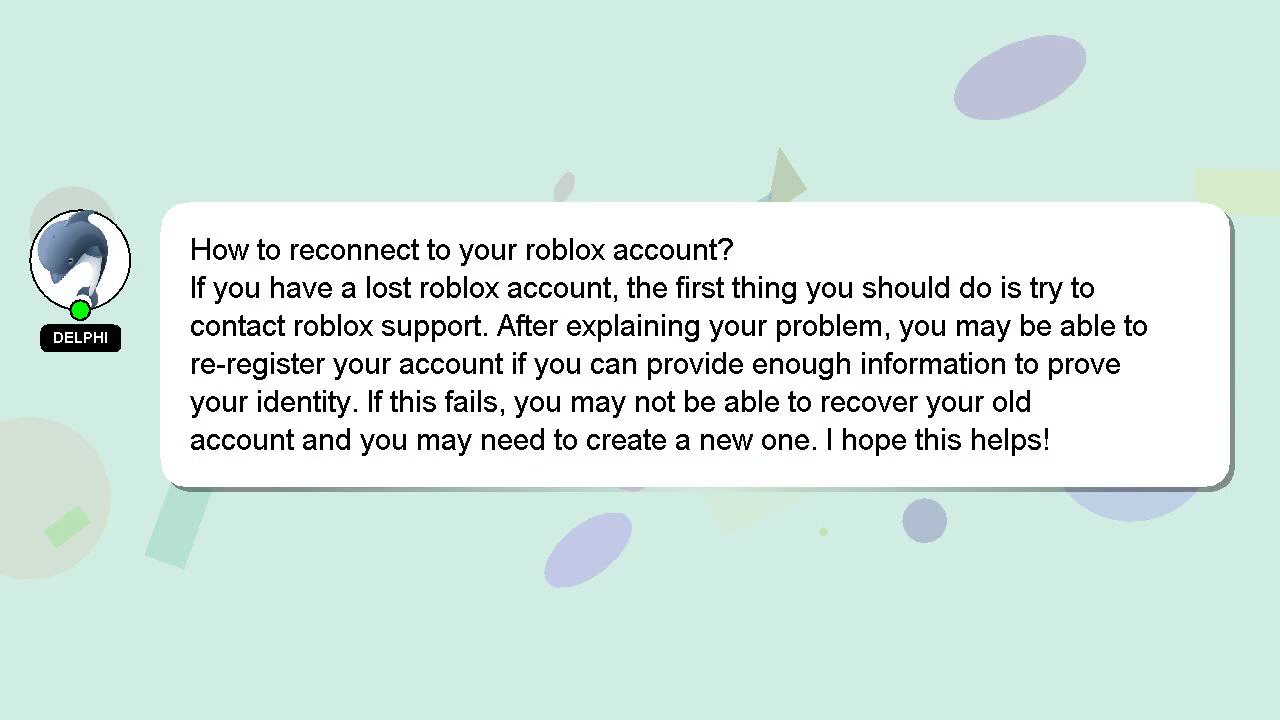 How to reconnect to your roblox account?
If you have a lost roblox account, the first thing you should do is try to
contact roblox support. After explaining your problem, you may be able to
re-register your account if you can provide enough information to prove
your identity. If this fails, you may not be able to recover your old
account and you may need to create a new one. I hope this helps!
DELPHI